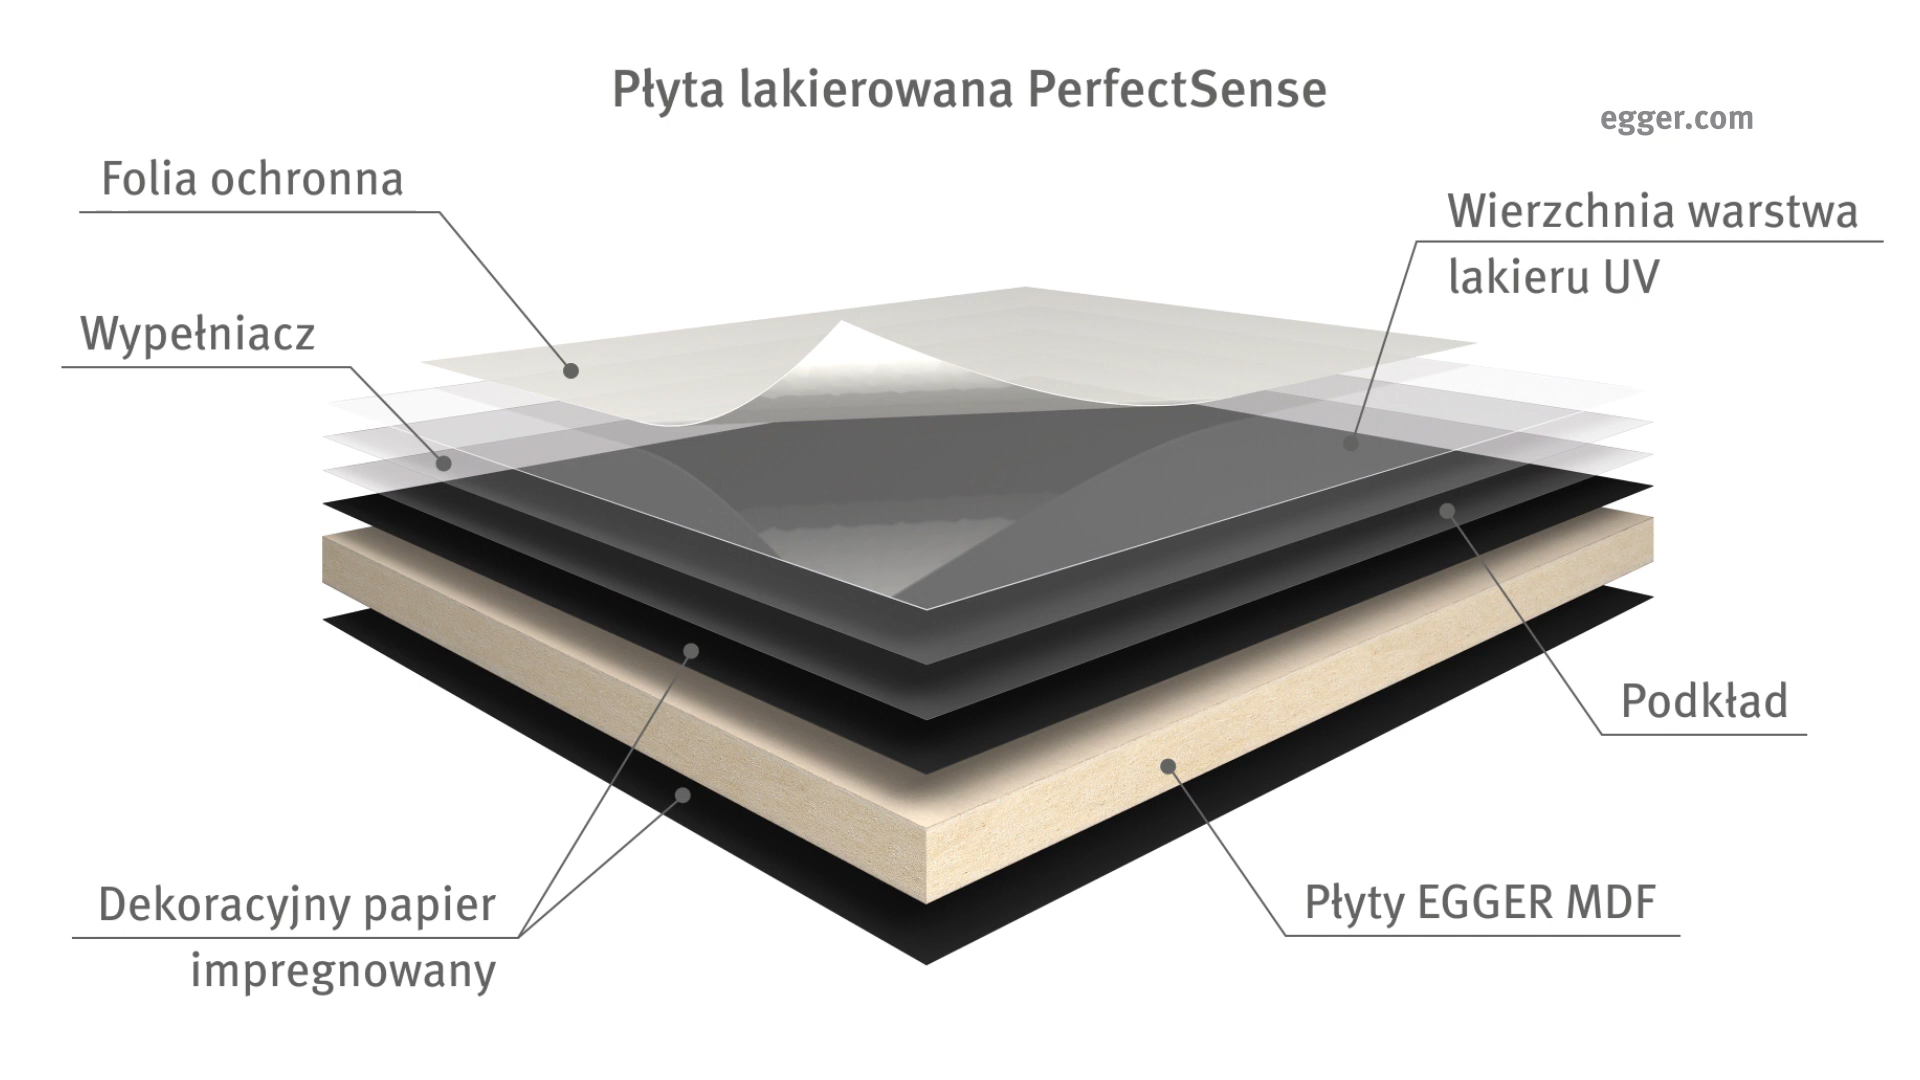 Płyta lakierowana PerfectSense
egger.com
Folia ochronna
Wierzchnia warstwa
lakieru UV
Wypełniacz
Podkład
Dekoracyjny papier
impregnowany
Płyty EGGER MDF